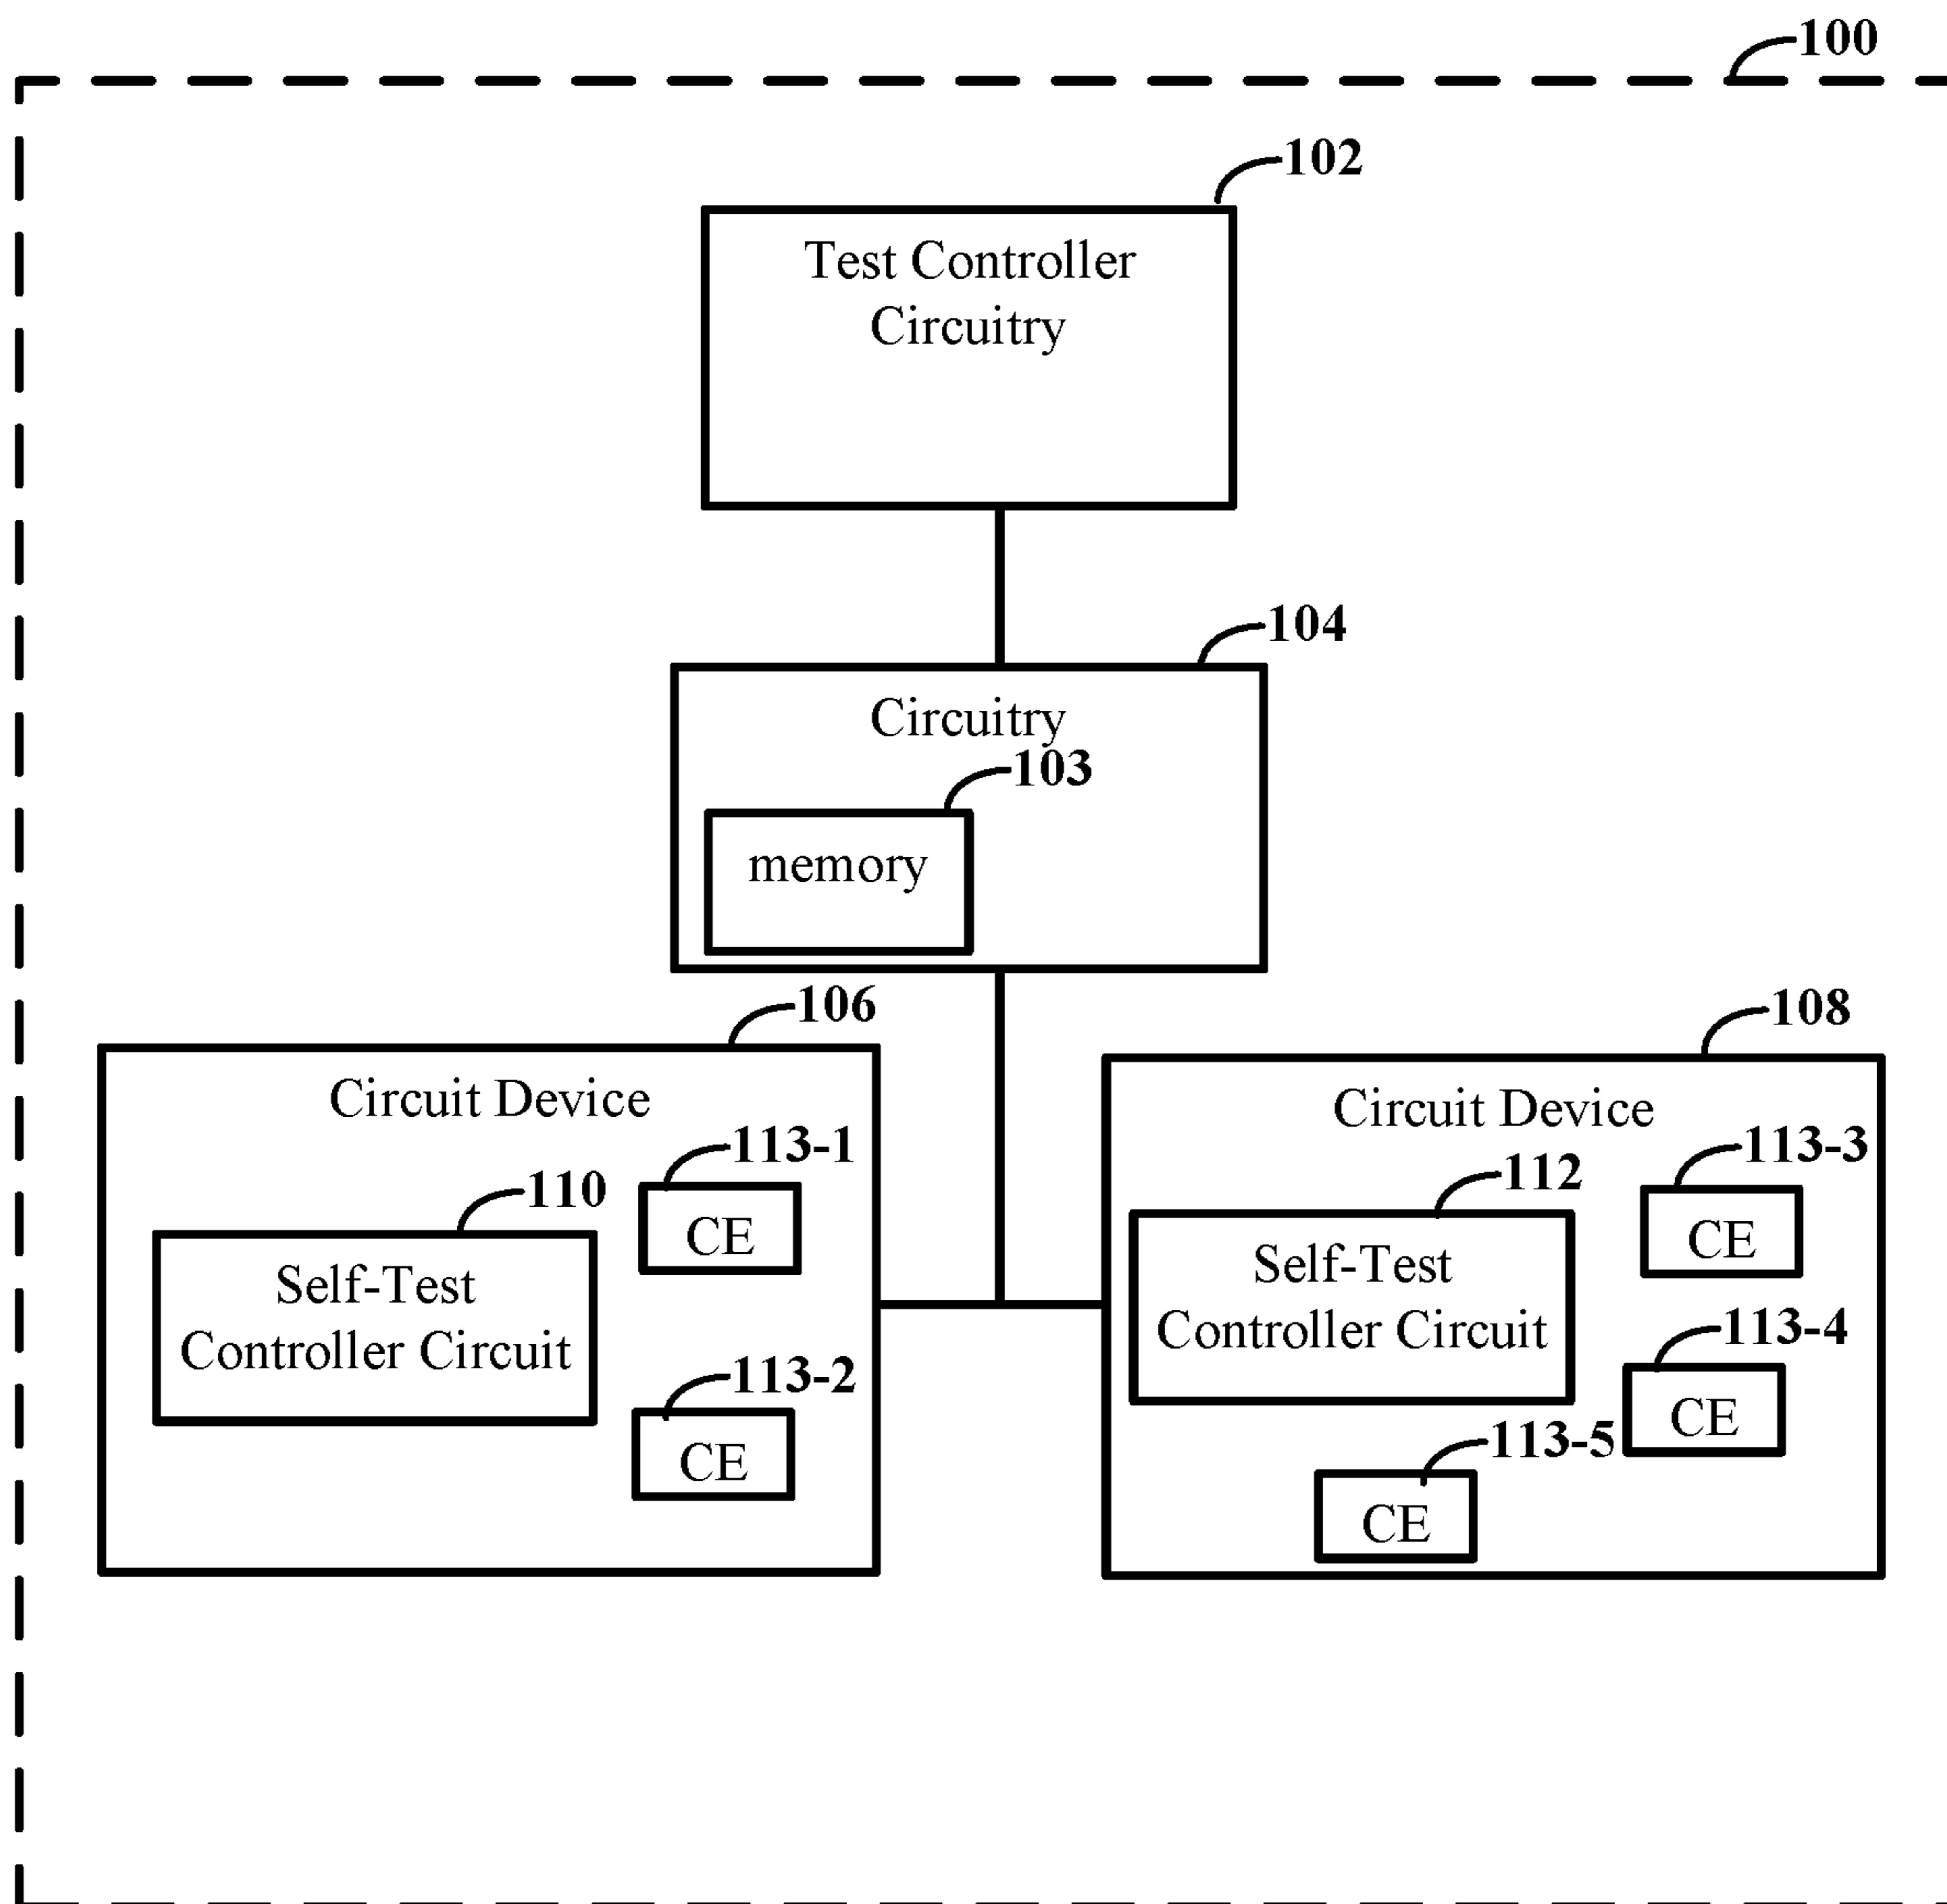 100
102
Test Controller
Circuitry
104
Circuitry
103
memory
106
Circuit Device
113-1
110
CE
Self-Test
Controller Circuit
113-2
CE
108
Circuit Device
113-3
112
CE
Self-Test
Controller Circuit
113-4
CE
113-5
CE